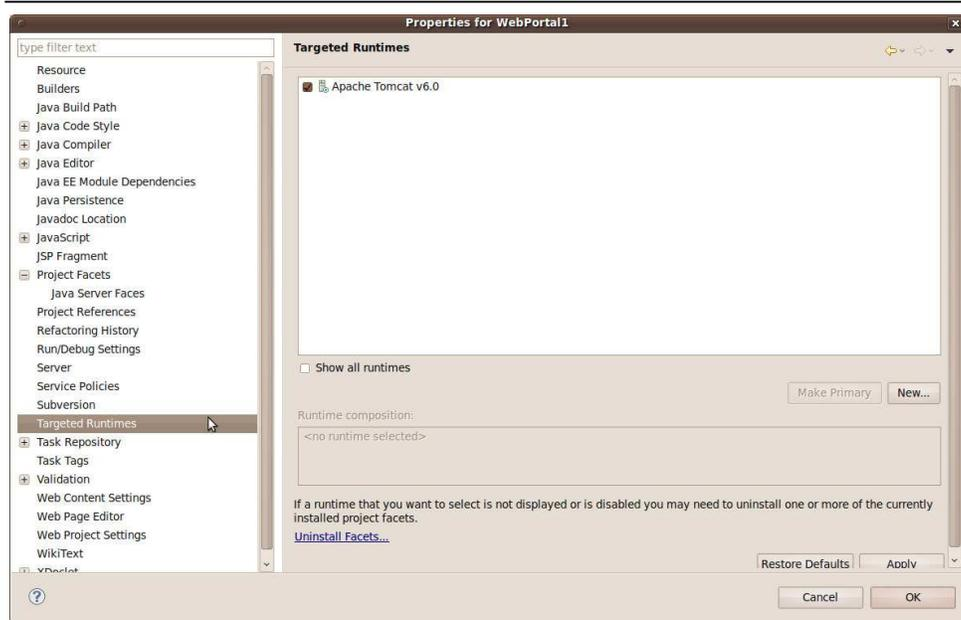 Properties for WebPortal1
type filter text
Resource
Builders
Java Build Path
Java Code Style
Java Compiler
Java Editor
Java EE Module Dependencies
Java Persistence
Javadoc Location
JavaScript
JSP Fragment
Project Facets
Java Server Faces
Project References
Refactoring History
Run/Debug Settings
Server
Service Policies
Subversion
Targeted Runtimes
Task Repository
Task Tags
Validation
Web Content Settings
Web Page Editor
Web Project Settings
WikiText
XDoclet
Targeted Runtimes
Apache Tomcat v6.0
Show all runtimes
Make Primary
New...
Runtime composition:
<no runtime selected>
If a runtime that you want to select is not displayed or is disabled you may need to uninstall one or more of the currently
installed project facets.
Uninstall Facets...
Restore Defaults
Apply
Cancel
OK